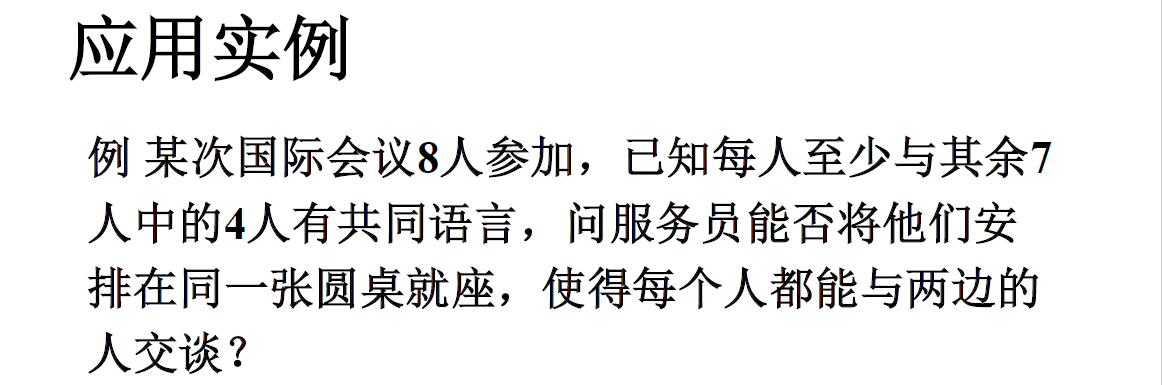 应用实例
例 某次国际会议8人参加，已知每人至少与其余7
人中的4人有共同语言，问服务员能否将他们安
排在同一张圆桌就座，使得每个人都能与两边的
人交谈？